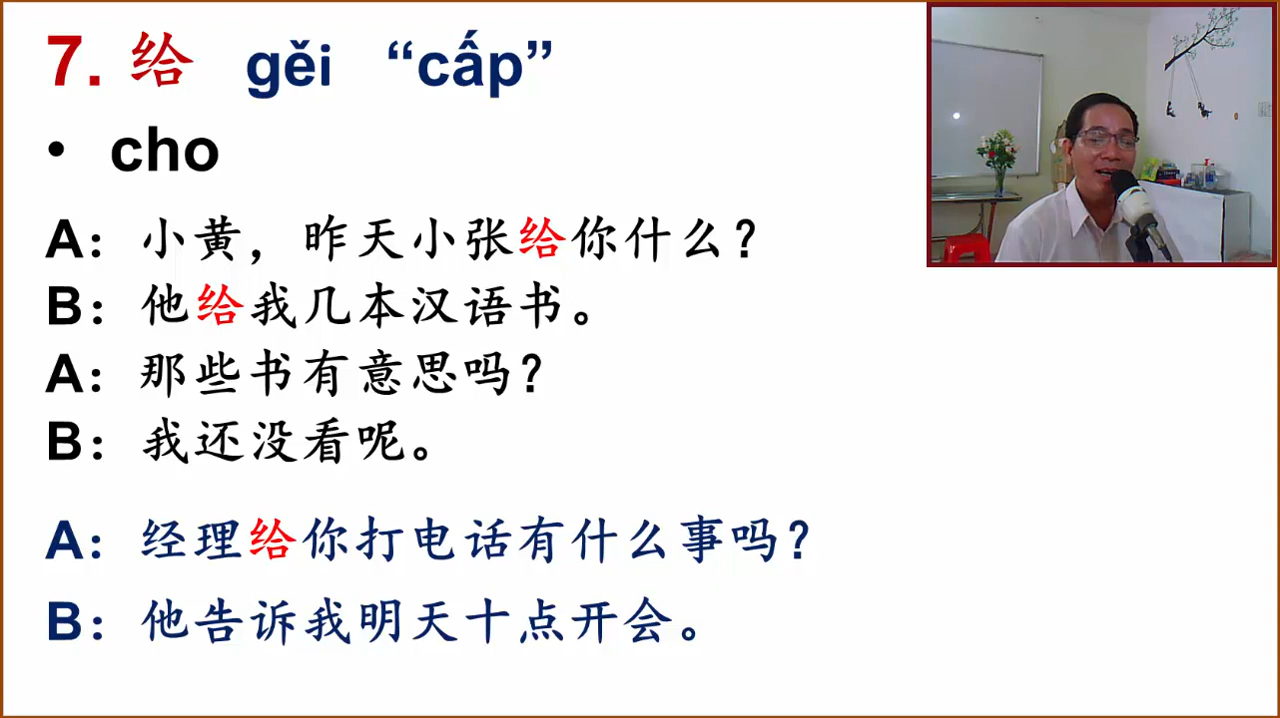 7. 给 gěi “cấp”
• cho
A：小黄，昨天小张给你什么？
B：他给我几本汉语书。
A：那些书有意思吗？
B：我还没看呢。
A：经理给你打电话有什么事吗？
B：他告诉我明天十点开会。